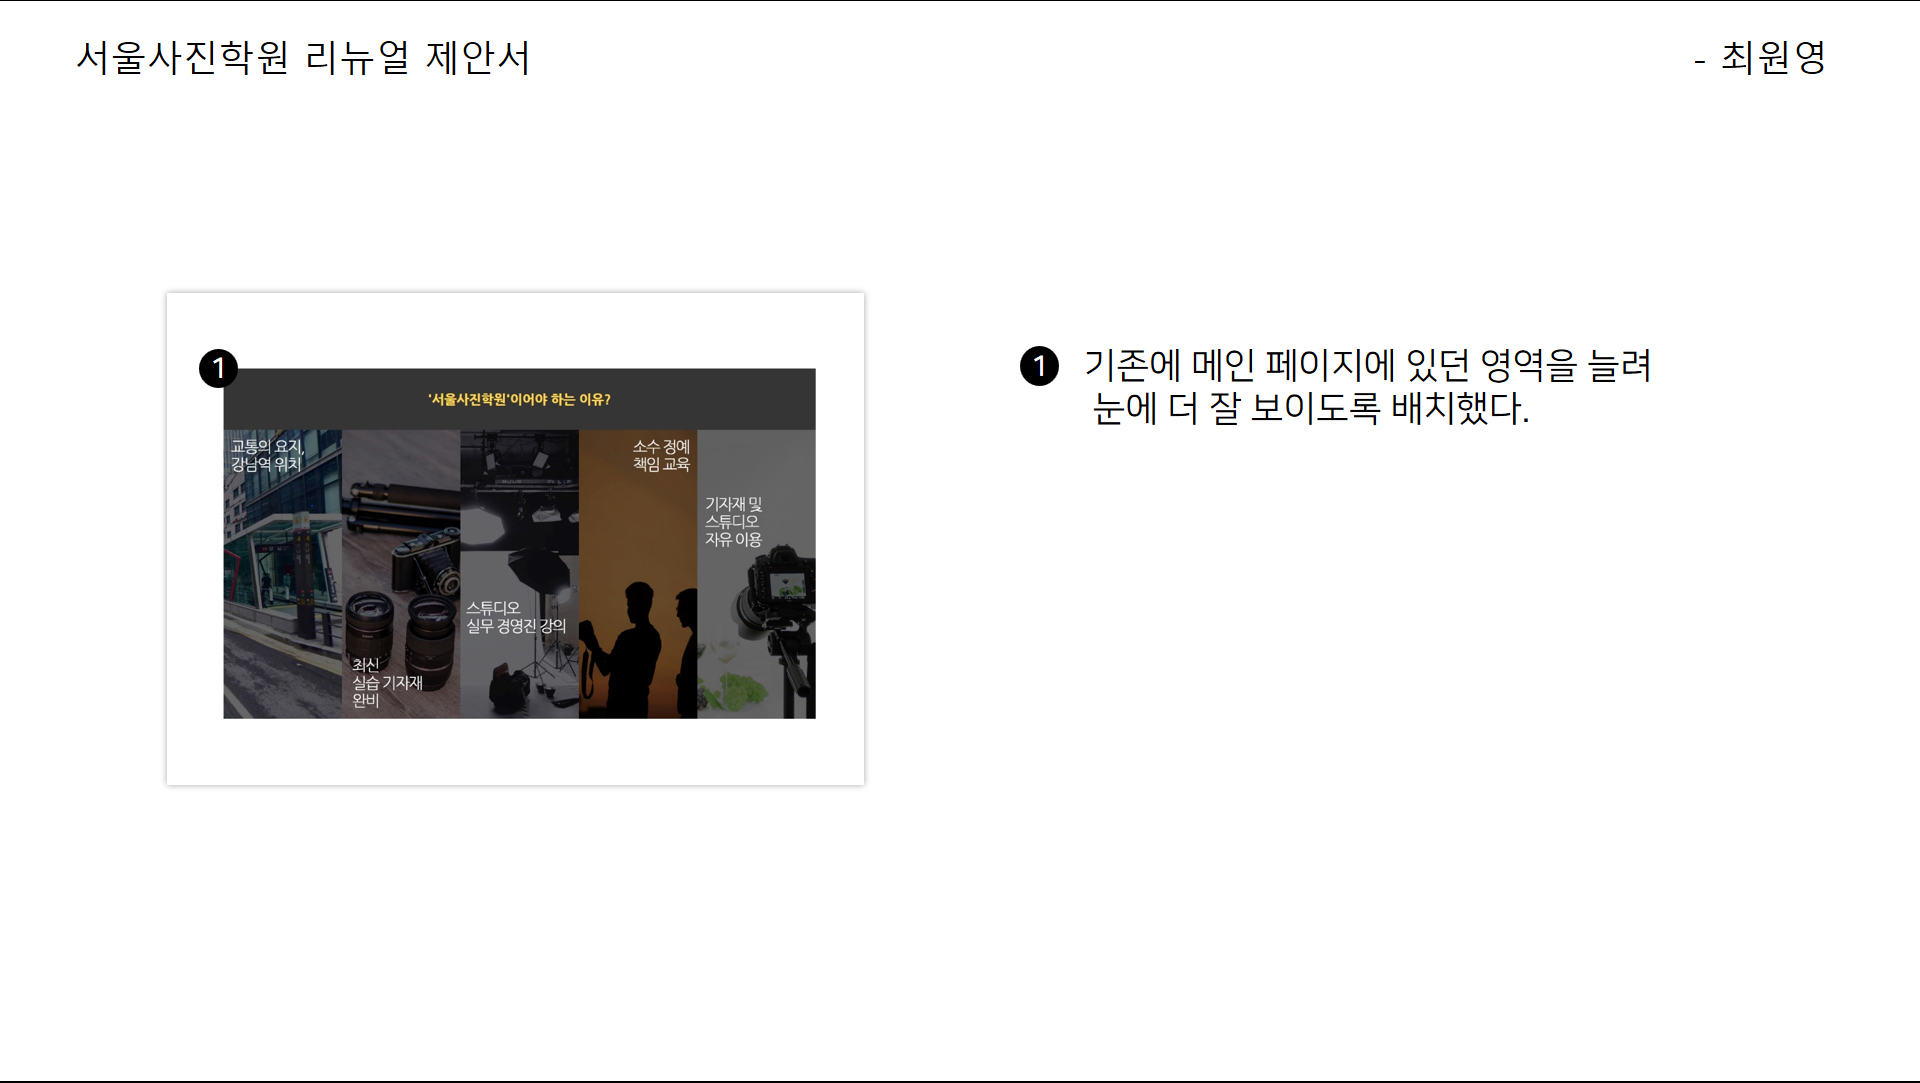 서울사진학원 리뉴얼 제안서
- 최원영
1
'서울사진학원'이어야 하는 이유?
교통의 요지,
강남역 위치
최신
실습 기자재
완비
스튜디오
실무 경영진 강의
소수 정예
책임 교육
기자재 및
스튜디오
자유 이용
1 기존에 메인 페이지에 있던 영역을 늘려
눈에 더 잘 보이도록 배치했다.